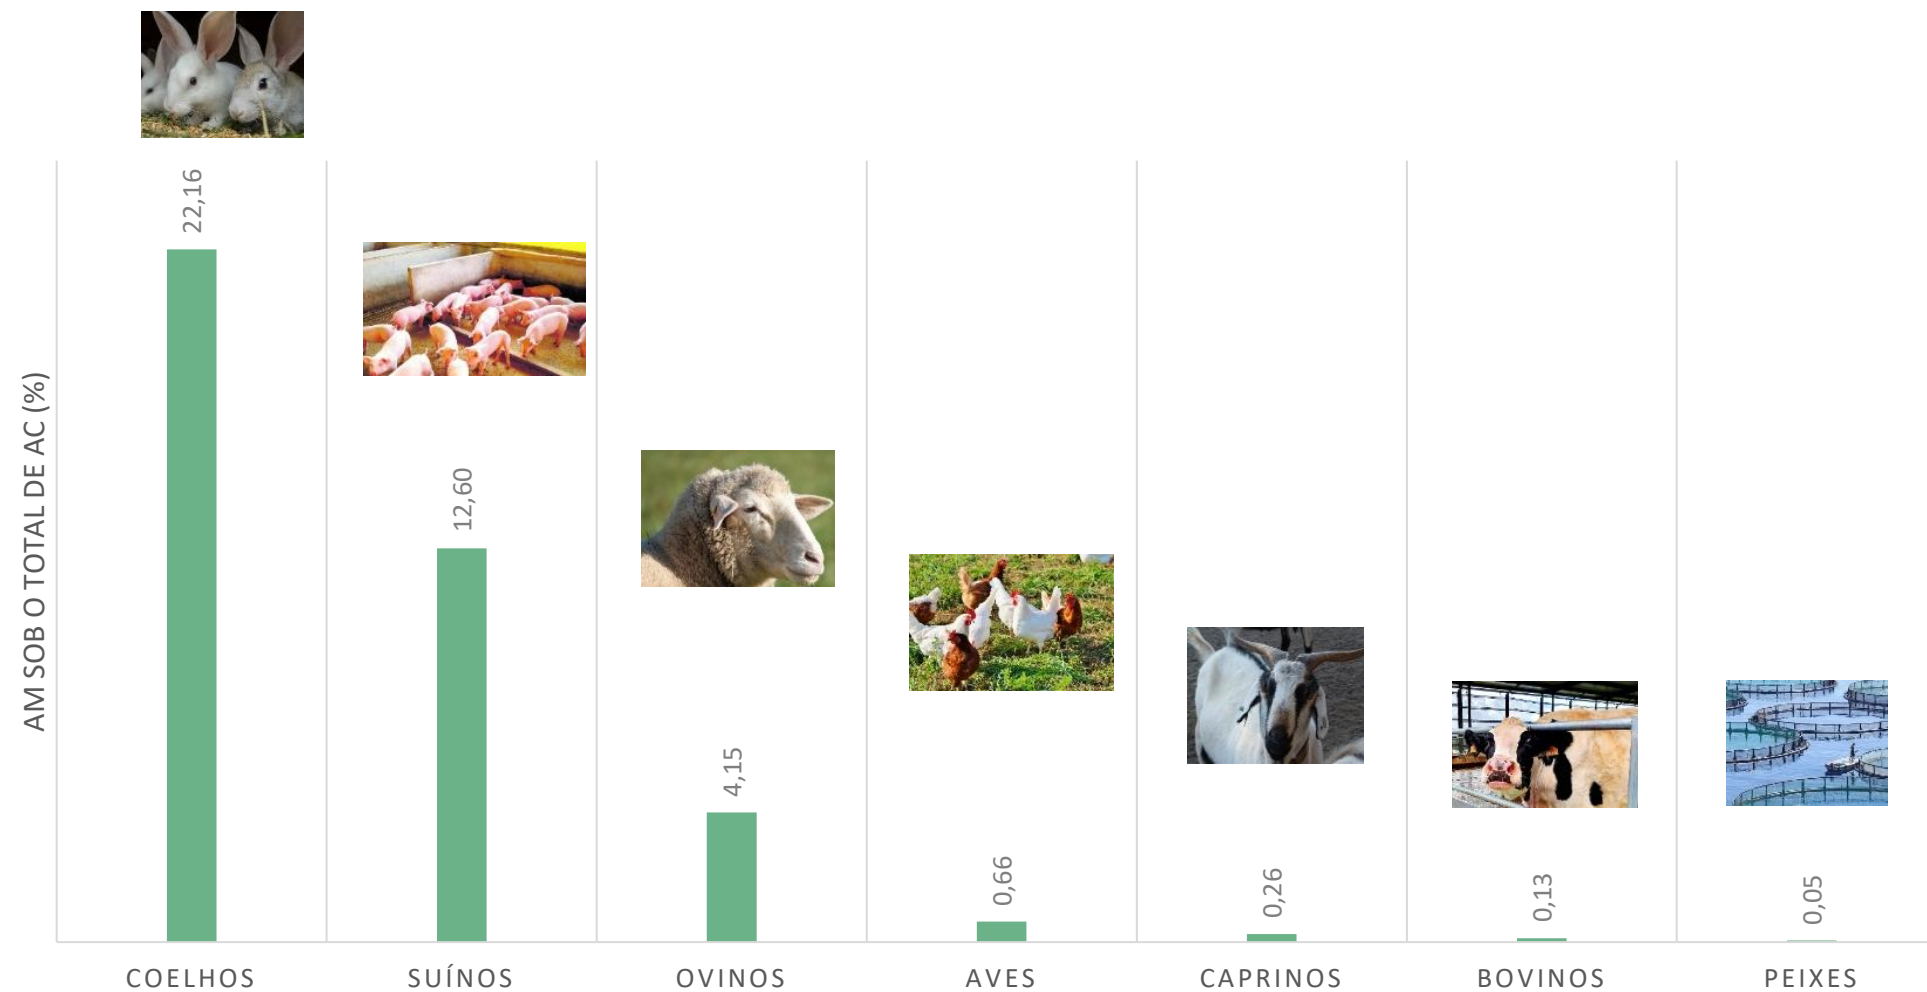 AM SOB O TOTAL DE AC (%)
22,16
12,60
4,15
0,66
0,26
0,13
0,05
COELHOS
SUÍNOS
OVINOS
AVES
CAPRINOS
BOVINOS
PEIXES